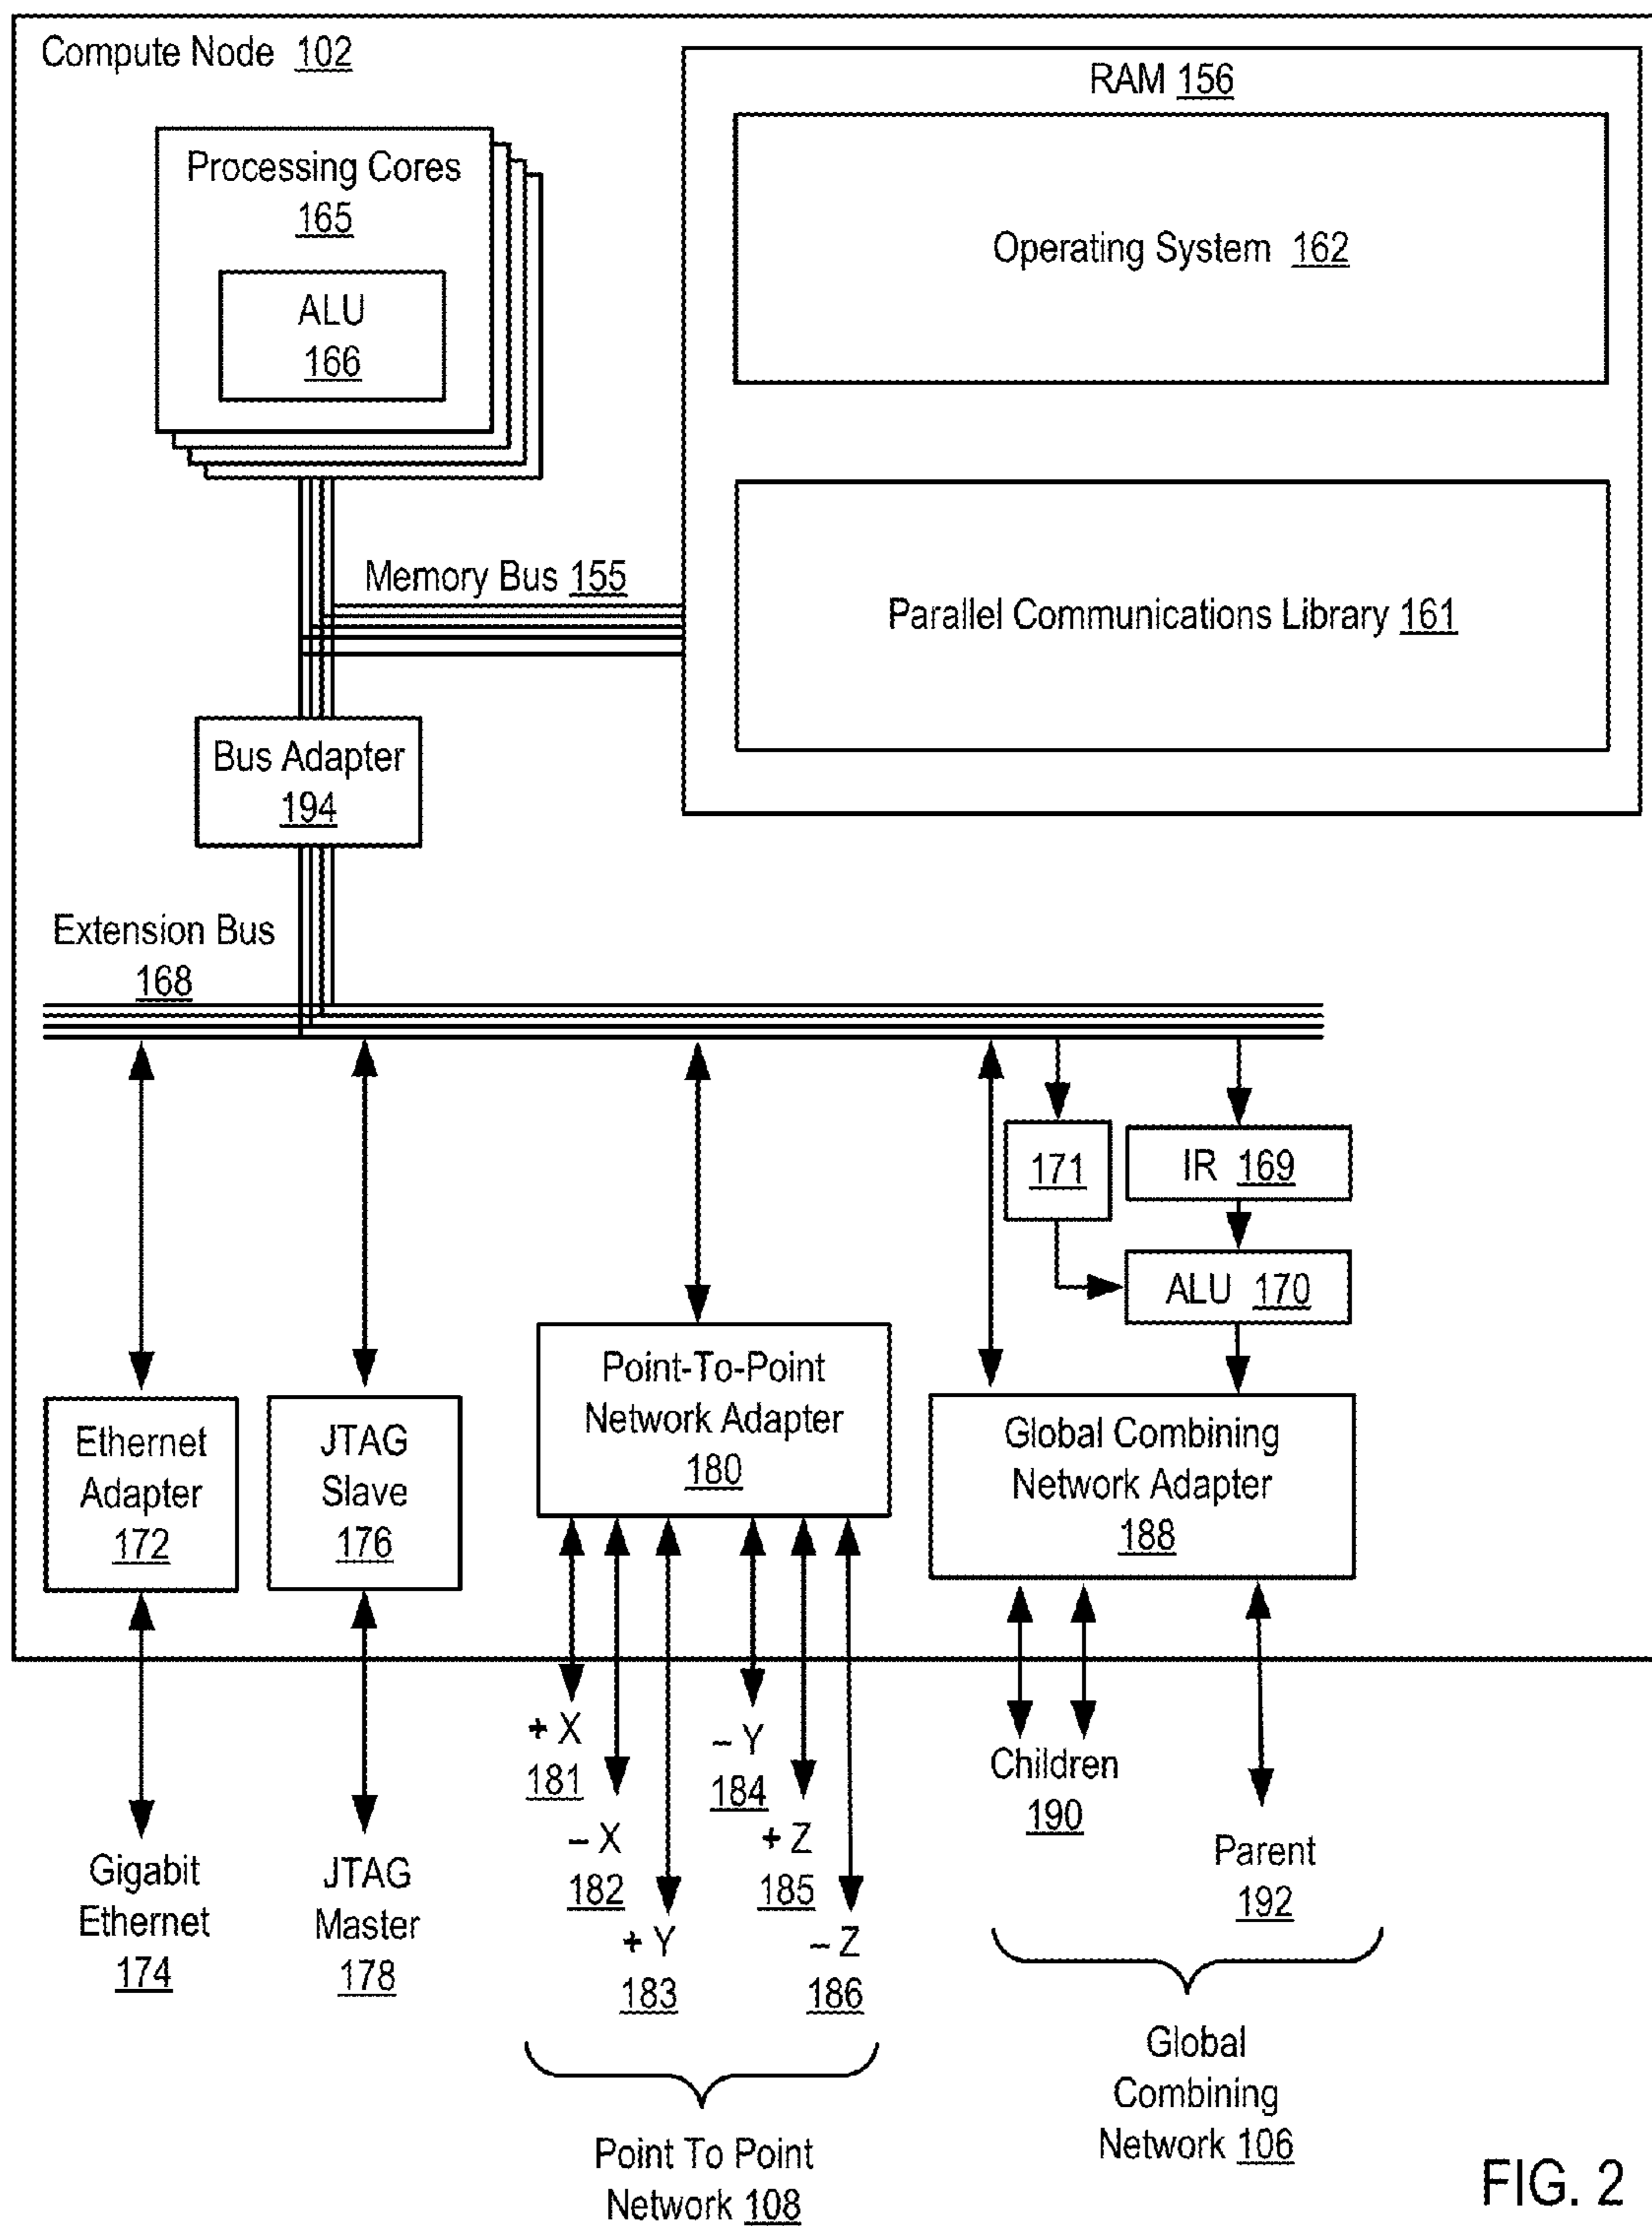 Compute Node 102
RAM 156
Processing Cores
165
ALU
166
Operating System 162
Memory Bus 155
Parallel Communications Library 161
Bus Adapter
194
Extension Bus
168
171
IR 169
ALU 170
Point-To-Point
Network Adapter
180
Ethernet
Adapter
172
JTAG
Slave
176
Global Combining
Network Adapter
188
+ X
181
– X
182
+ Y
183
– Y
184
+ Z
185
– Z
186
Children
190
Parent
192
Gigabit
Ethernet
174
JTAG
Master
178
Point To Point
Network 108
Global
Combining
Network 106
FIG. 2